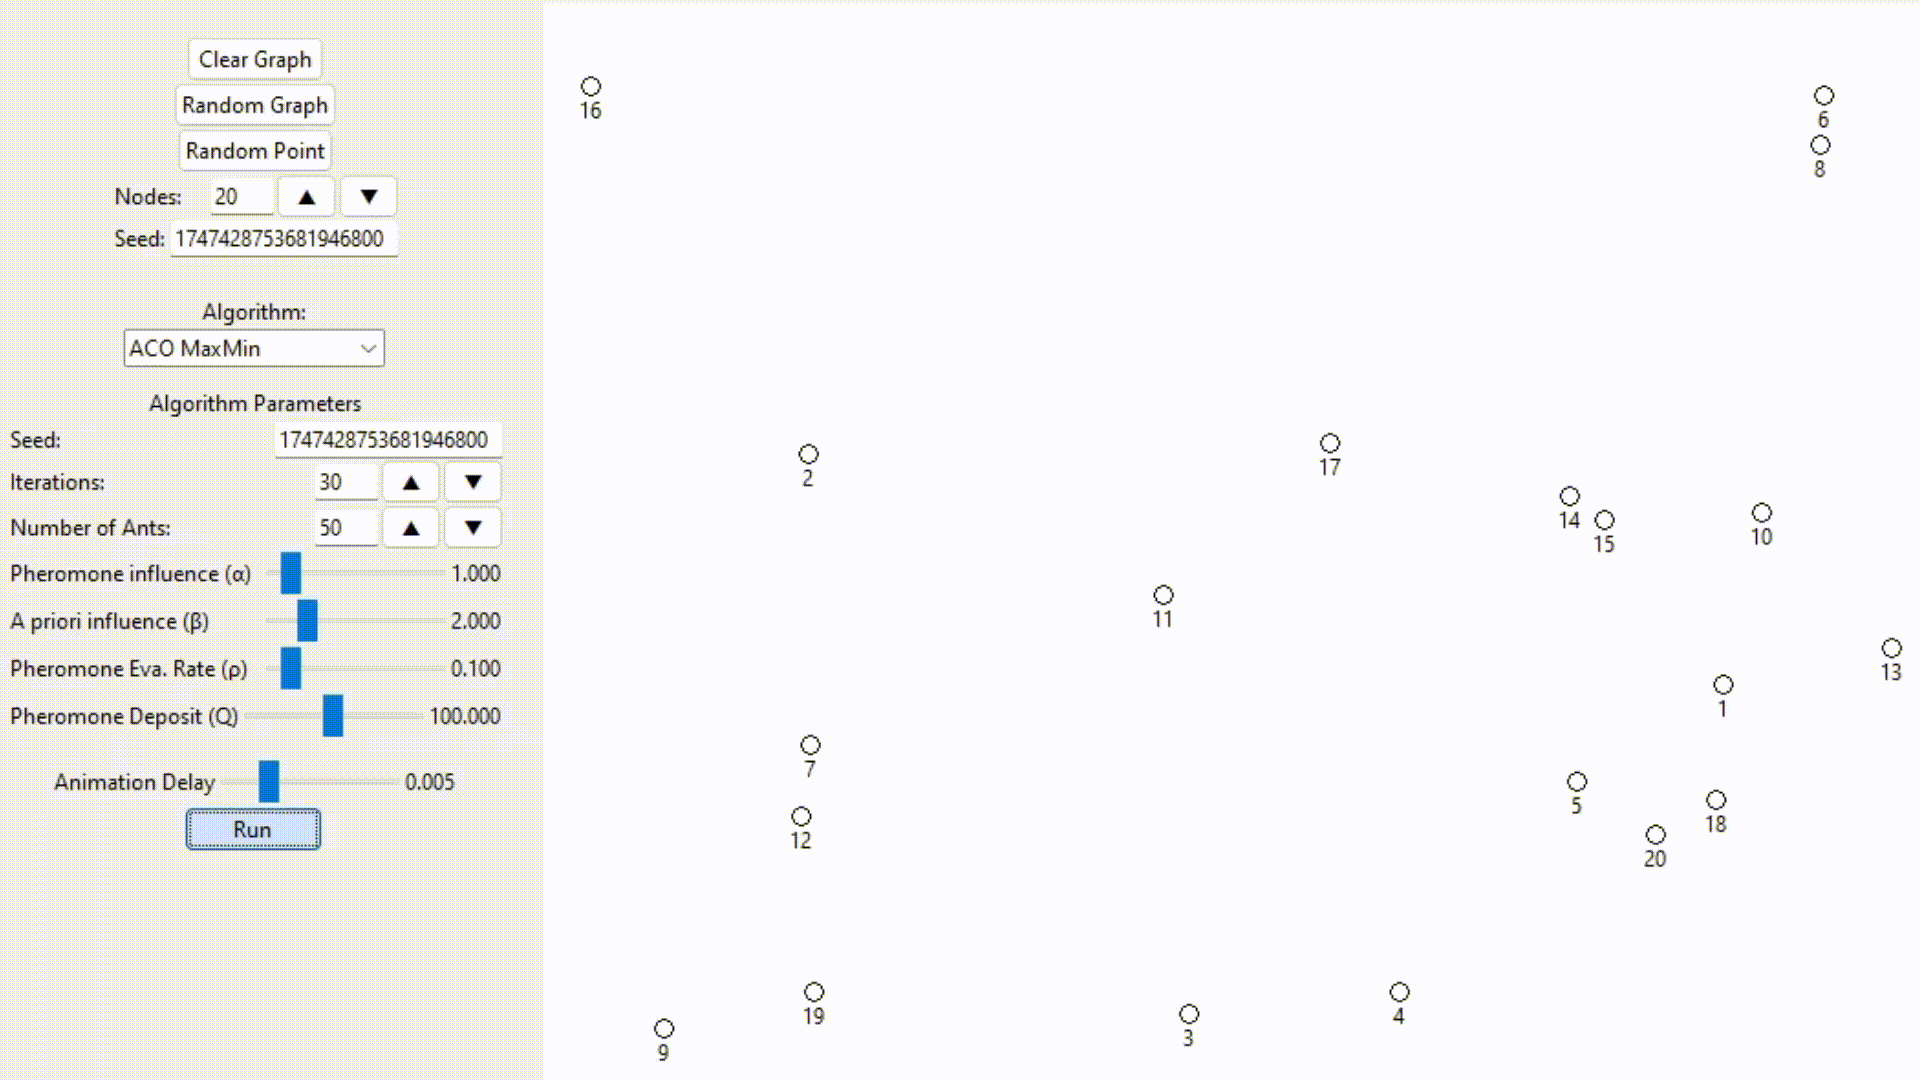 Clear Graph
Random Graph
Random Point
Nodes: 20 ▲ ▼
Seed: 1747428753681946800
Algorithm:
ACO MaxMin
Algorithm Parameters
Seed: 1747428753681946800
Iterations: 30 ▲ ▼
Number of Ants: 50 ▲ ▼
Pheromone influence (α) 1.000
A priori influence (β) 2.000
Pheromone Eva. Rate (ρ) 0.100
Pheromone Deposit (Q) 100.000
Animation Delay 0.005
Run
16
6
8
2
17
14
15
10
11
13
1
7
5
18
12
20
19
4
3
9